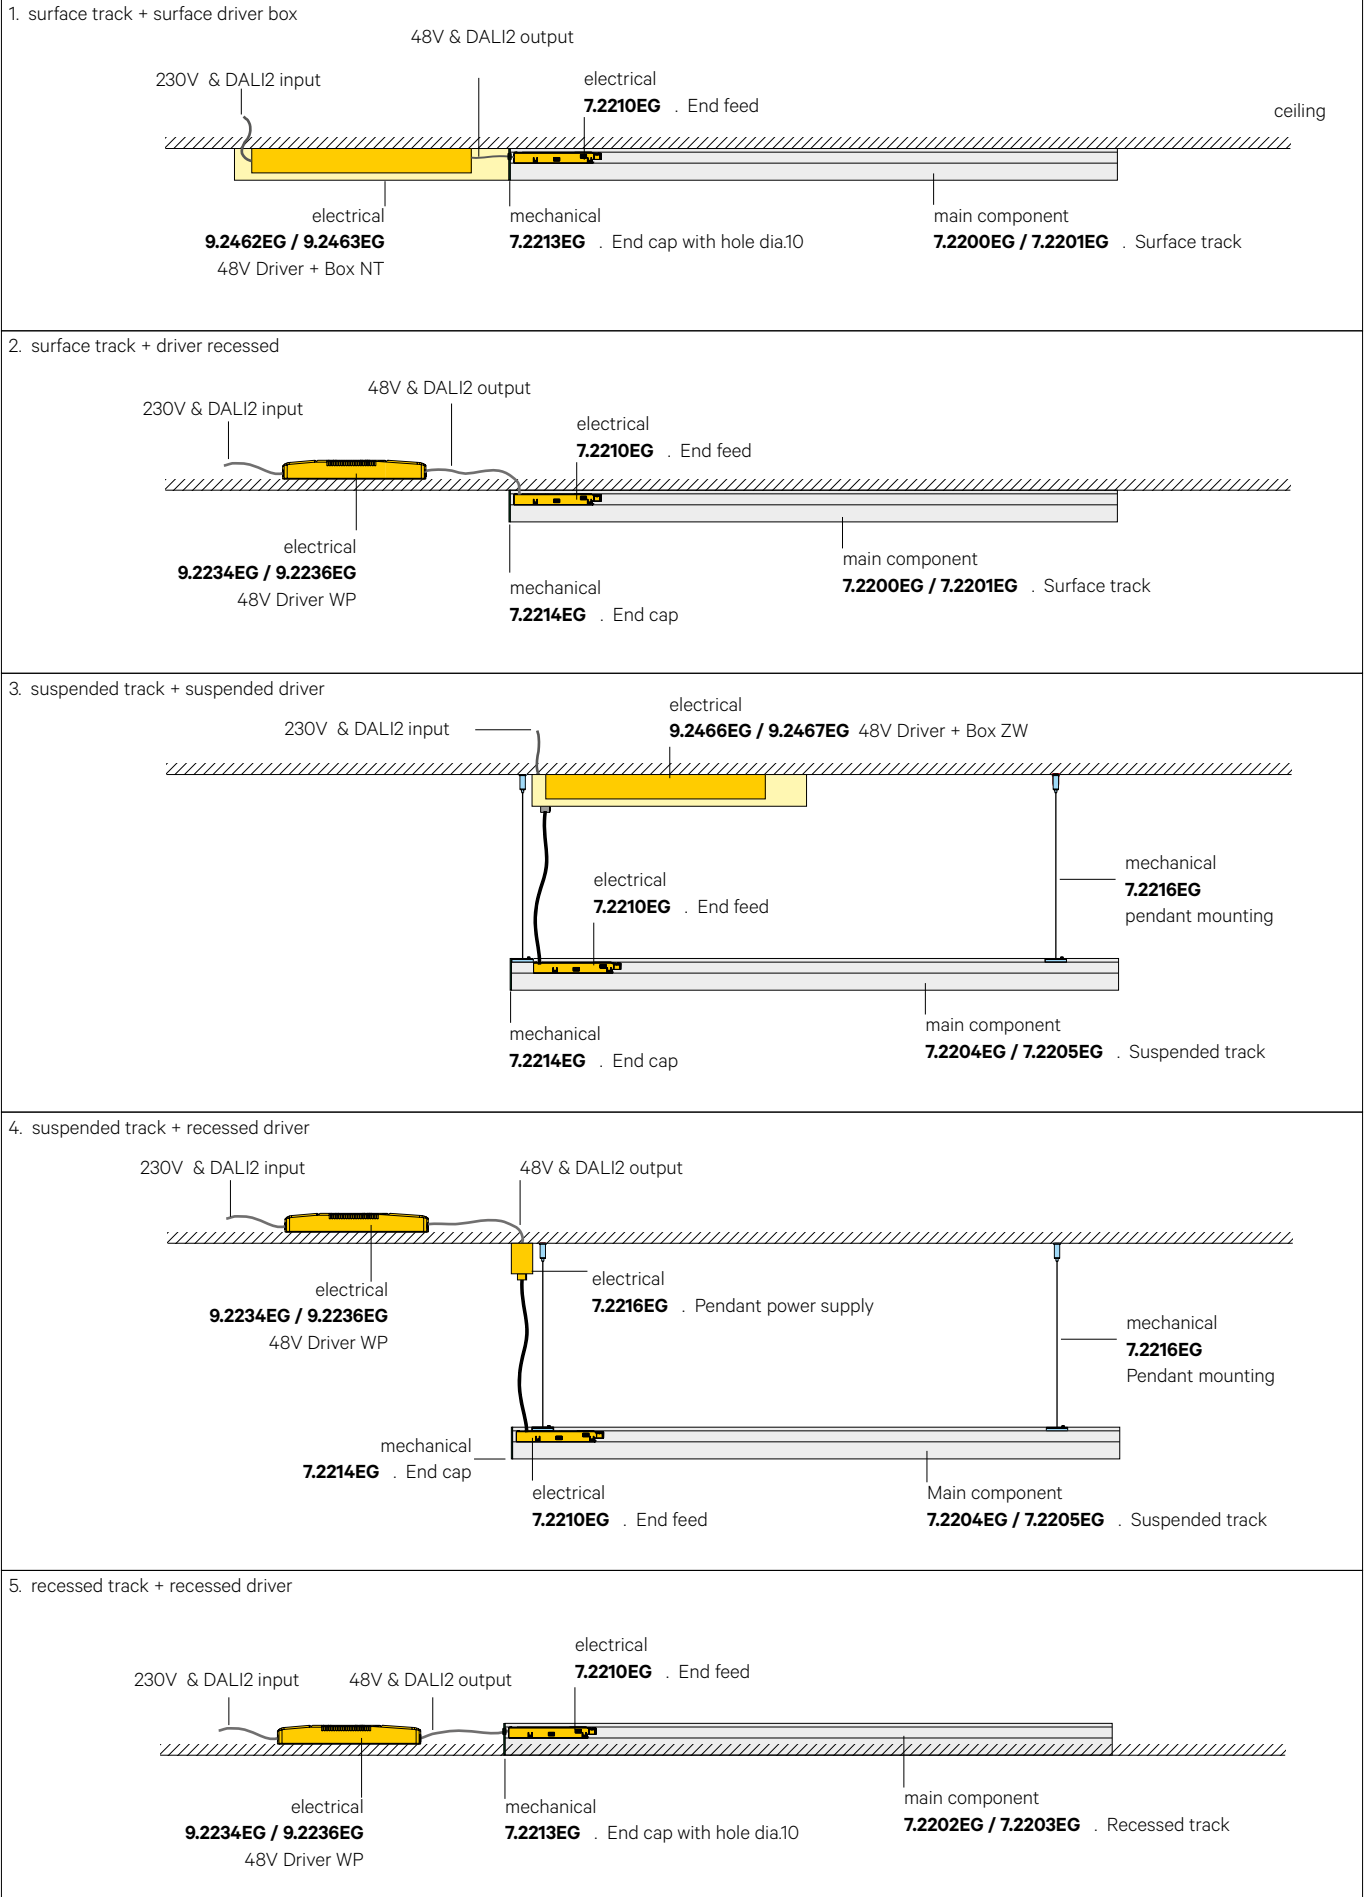 1. surface track + surface driver box
48V & DALI2 output
230V & DALI2 input
electrical
7.2210EG . End feed
ceiling
electrical
9.2462EG / 9.2463EG
48V Driver + Box NT
mechanical
7.2213EG . End cap with hole dia.10
main component
7.2200EG / 7.2201EG . Surface track
2. surface track + driver recessed
48V & DALI2 output
230V & DALI2 input
electrical
7.2210EG . End feed
electrical
9.2234EG / 9.2236EG
48V Driver WP
mechanical
7.2214EG . End cap
main component
7.2200EG / 7.2201EG . Surface track
3. suspended track + suspended driver
230V & DALI2 input
electrical
9.2466EG / 9.2467EG 48V Driver + Box ZW
electrical
7.2210EG . End feed
mechanical
7.2216EG
pendant mounting
mechanical
7.2214EG . End cap
main component
7.2204EG / 7.2205EG . Suspended track
4. suspended track + recessed driver
230V & DALI2 input
48V & DALI2 output
electrical
9.2234EG / 9.2236EG
48V Driver WP
electrical
7.2216EG . Pendant power supply
mechanical
7.2216EG
Pendant mounting
mechanical
7.2214EG . End cap
electrical
7.2210EG . End feed
Main component
7.2204EG / 7.2205EG . Suspended track
5. recessed track + recessed driver
230V & DALI2 input
48V & DALI2 output
electrical
7.2210EG . End feed
electrical
9.2234EG / 9.2236EG
48V Driver WP
mechanical
7.2213EG . End cap with hole dia.10
main component
7.2202EG / 7.2203EG . Recessed track